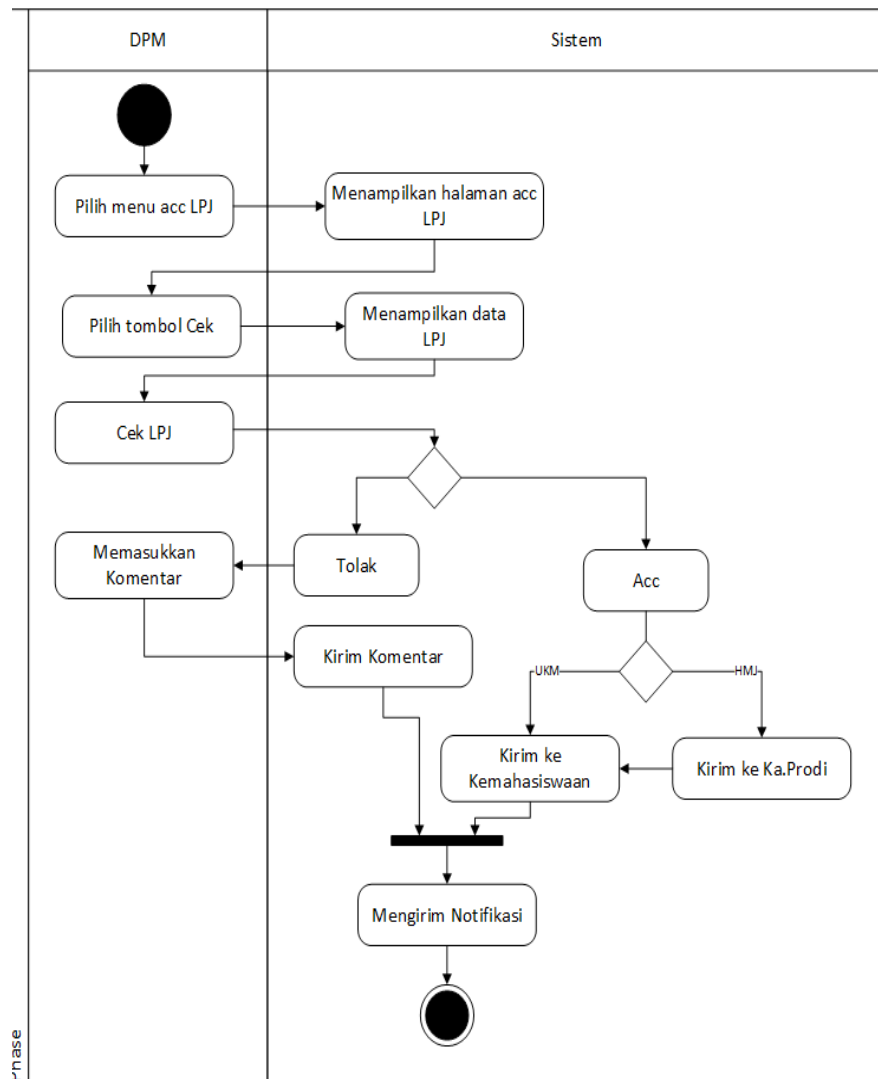 DPM
Sistem
Pilih menu acc LPJ
Menampilkan halaman acc
LPJ
Pilih tombol Cek
Menampilkan data
LPJ
Cek LPJ
Memasukkan
Komentar
Tolak
Acc
Kirim Komentar
UKM
HMJ
Kirim ke
Kemahasiswaan
Kirim ke Ka.Prodi
Mengirim Notifikasi